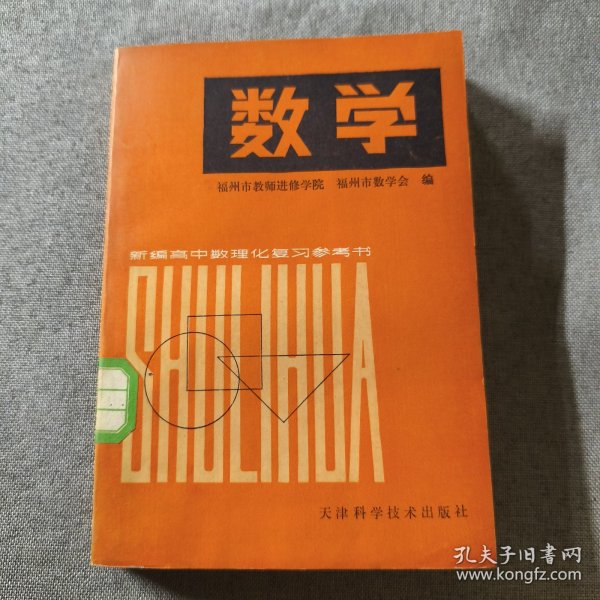 数学
福州市教师进修学院 福州市数学会 编
新编高中数理化复习参考书
SHULIHUA
天津科学技术出版社
孔夫子旧书网
www.kongfz.com